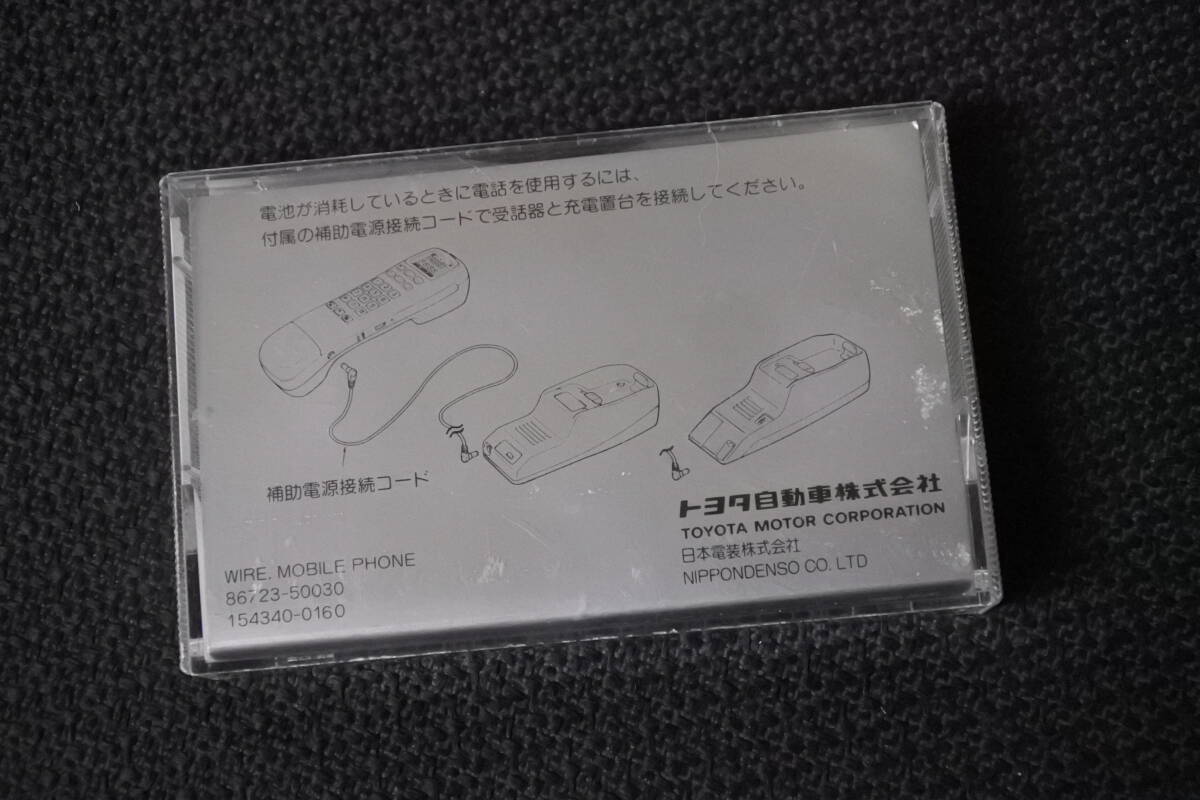 電池が消耗しているときに電話を使用するには、
付属の補助電源接続コードで受話器と充電置台を接続してください。
補助電源接続コード
トヨタ自動車株式会社
TOYOTA MOTOR CORPORATION
日本電装株式会社
NIPPONDENSO CO. LTD
WIRE. MOBILE PHONE
86723-50030
154340-0160